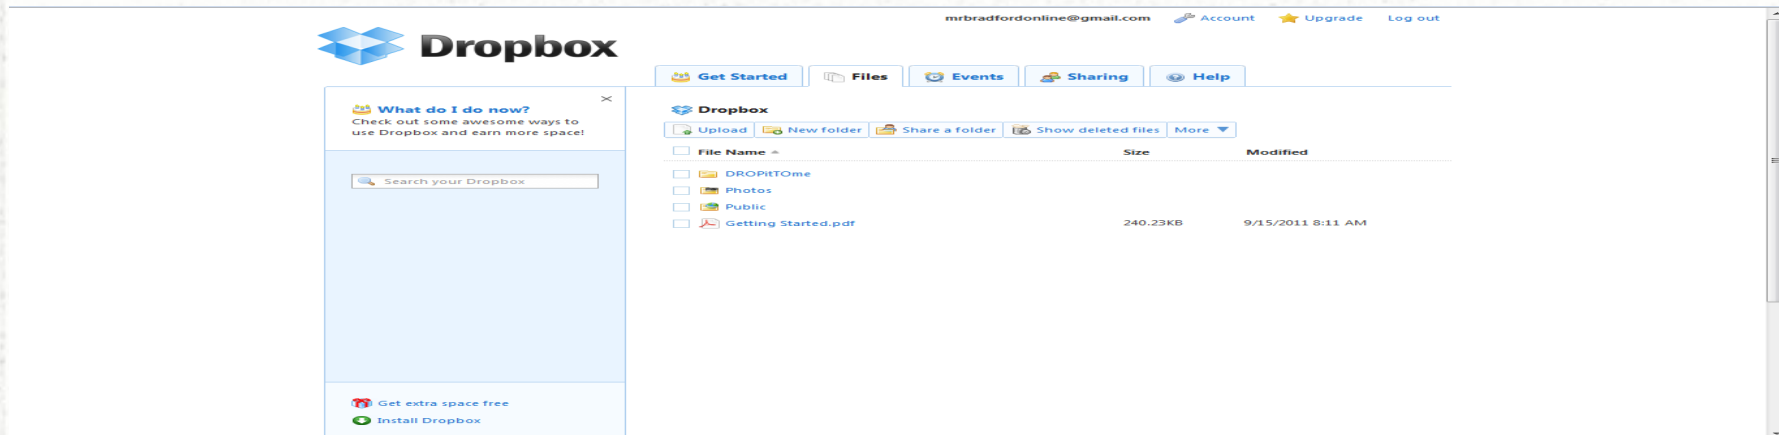 mrbradfordonline@gmail.com Account Upgrade Log out
Dropbox
Get Started Files Events Sharing Help
What do I do now?
Check out some awesome ways to
use Dropbox and earn more space!
Search your Dropbox
Get extra space free
Install Dropbox
Dropbox
Upload New folder Share a folder Show deleted files More
File Name Size Modified
DROPitTOme
Photos
Public
Getting Started.pdf 240.23KB 9/15/2011 8:11 AM